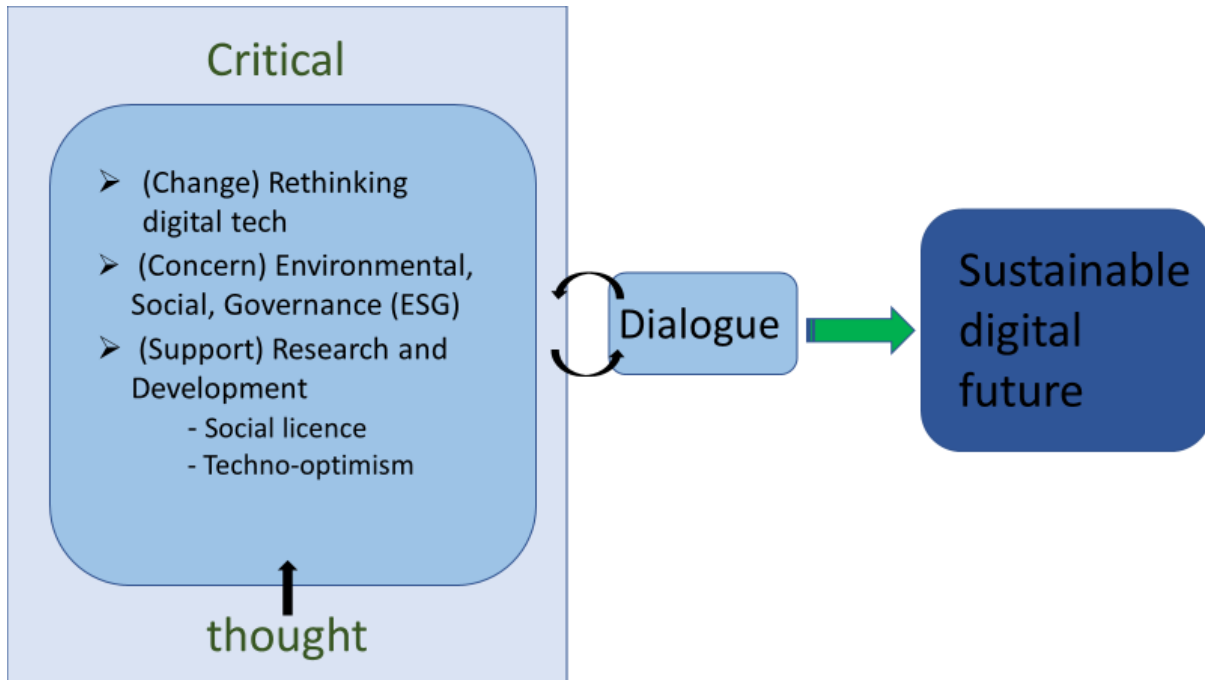 Critical
➢ (Change) Rethinking
digital tech
➢ (Concern) Environmental,
Social, Governance (ESG)
➢ (Support) Research and
Development
- Social licence
- Techno-optimism
thought
Dialogue
Sustainable
digital
future